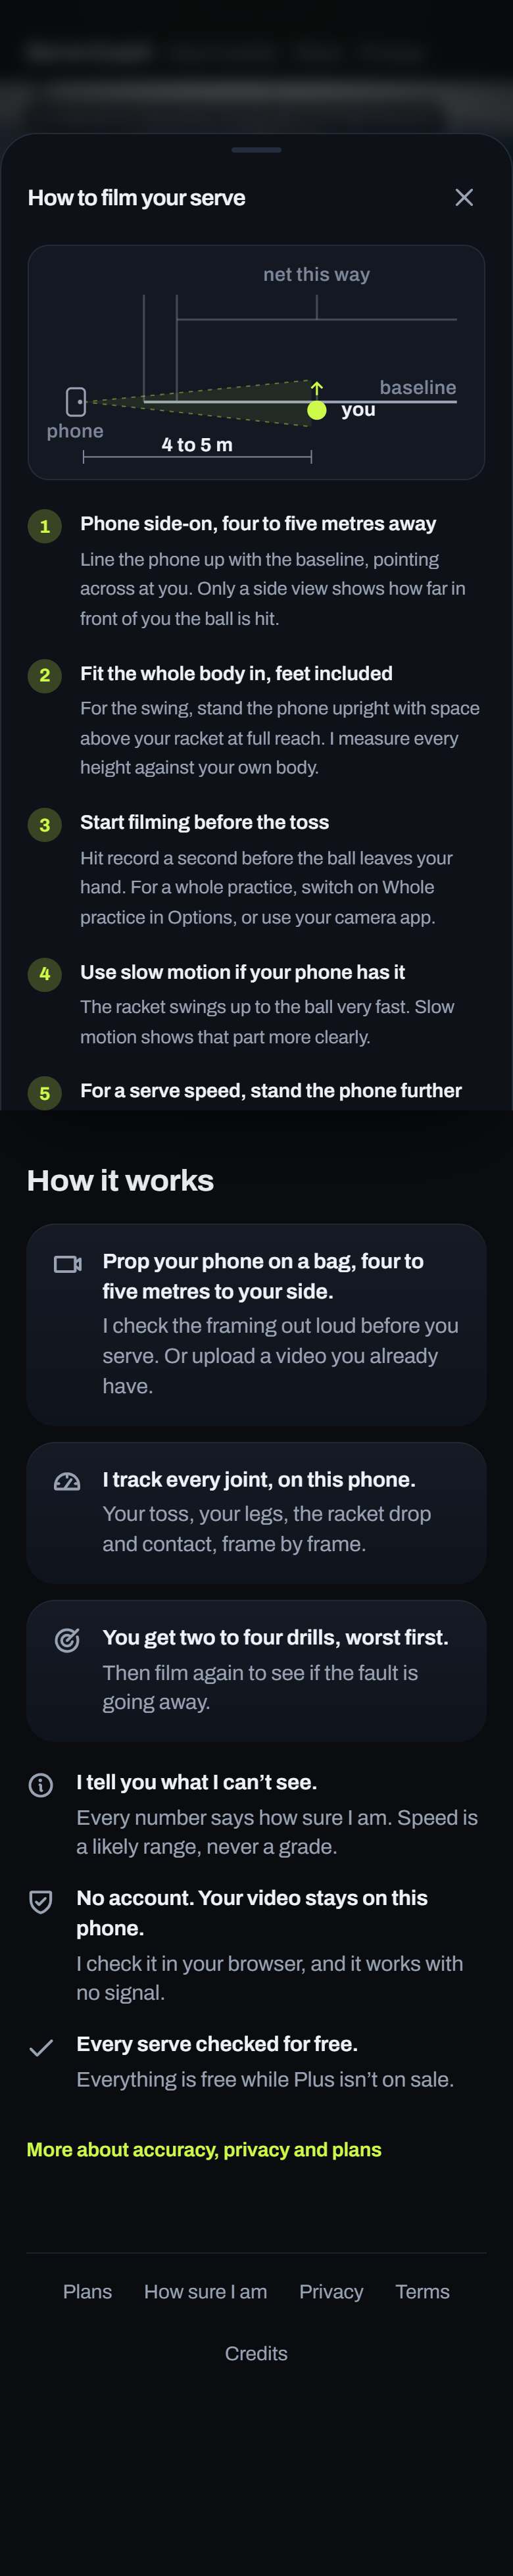 How to film your serve
net this way
baseline
you
phone
4 to 5 m
1
Phone side-on, four to five metres away
Line the phone up with the baseline, pointing
across at you. Only a side view shows how far in
front of you the ball is hit.
2
Fit the whole body in, feet included
For the swing, stand the phone upright with space
above your racket at full reach. I measure every
height against your own body.
3
Start filming before the toss
Hit record a second before the ball leaves your
hand. For a whole practice, switch on Whole
practice in Options, or use your camera app.
4
Use slow motion if your phone has it
The racket swings up to the ball very fast. Slow
motion shows that part more clearly.
5
For a serve speed, stand the phone further
How it works
Prop your phone on a bag, four to
five metres to your side.
I check the framing out loud before you
serve. Or upload a video you already
have.
I track every joint, on this phone.
Your toss, your legs, the racket drop
and contact, frame by frame.
You get two to four drills, worst first.
Then film again to see if the fault is
going away.
I tell you what I can’t see.
Every number says how sure I am. Speed is
a likely range, never a grade.
No account. Your video stays on this
phone.
I check it in your browser, and it works with
no signal.
Every serve checked for free.
Everything is free while Plus isn’t on sale.
More about accuracy, privacy and plans
Plans How sure I am Privacy Terms
Credits